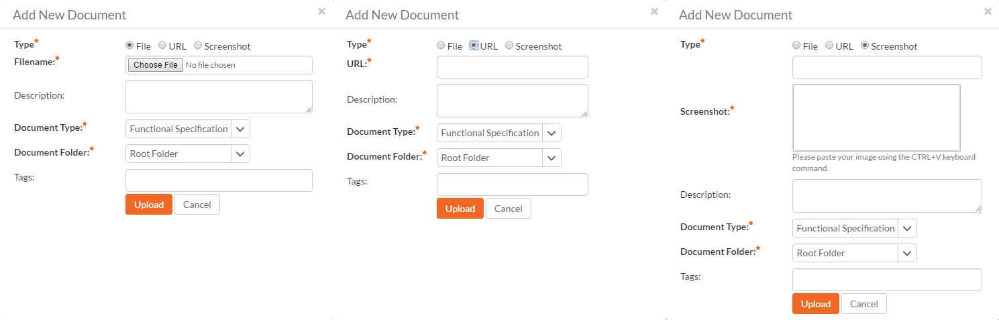 Add New Document
Type*
File URL Screenshot
Filename:*
Choose File No file chosen
Description:
Document Type:*
Functional Specification
Document Folder:*
Root Folder
Tags:
Upload Cancel
Add New Document
Type*
File URL Screenshot
URL:*
Description:
Document Type:*
Functional Specification
Document Folder:*
Root Folder
Tags:
Upload Cancel
Add New Document
Type*
File URL Screenshot
Screenshot:*
Please paste your image using the CTRL+V keyboard
command.
Description:
Document Type:*
Functional Specification
Document Folder:*
Root Folder
Tags:
Upload Cancel